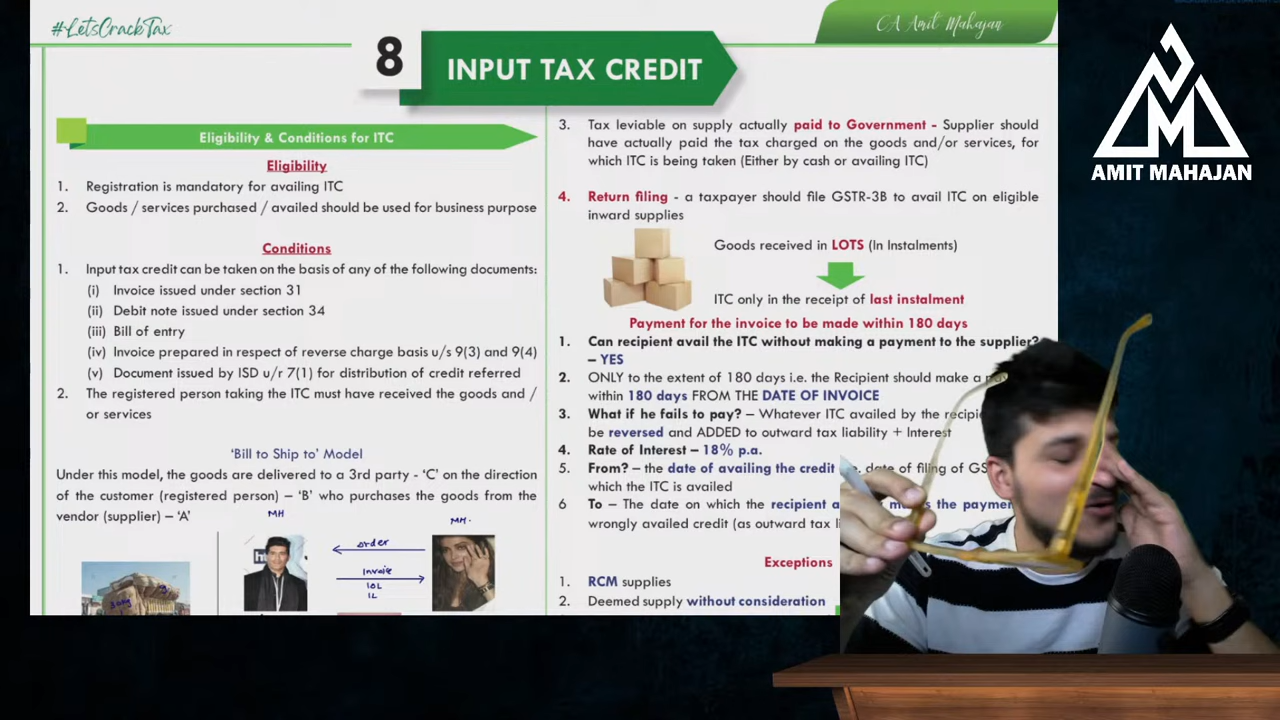 #LetsCrackTax
CA Amit Mahajan
8
INPUT TAX CREDIT
Eligibility & Conditions for ITC
Eligibility
1. Registration is mandatory for availing ITC
2. Goods / services purchased / availed should be used for business purpose
Conditions
1. Input tax credit can be taken on the basis of any of the following documents:
(i) Invoice issued under section 31
(ii) Debit note issued under section 34
(iii) Bill of entry
(iv) Invoice prepared in respect of reverse charge basis u/s 9(3) and 9(4)
(v) Document issued by ISD u/r 7(1) for distribution of credit referred
2. The registered person taking the ITC must have received the goods and /
or services
‘Bill to Ship to’ Model
Under this model, the goods are delivered to a 3rd party - ‘C’ on the direction
of the customer (registered person) – ‘B’ who purchases the goods from the
vendor (supplier) – ‘A’
MH
MH.
order
Invoice
10L
1L
3. Tax leviable on supply actually paid to Government - Supplier should
have actually paid the tax charged on the goods and/or services, for
which ITC is being taken (Either by cash or availing ITC)
4. Return filing - a taxpayer should file GSTR-3B to avail ITC on eligible
inward supplies
Goods received in LOTS (In Instalments)
ITC only in the receipt of last instalment
Payment for the invoice to be made within 180 days
1. Can recipient avail the ITC without making a payment to the supplier?
– YES
2. ONLY to the extent of 180 days i.e. the Recipient should make a
within 180 days FROM THE DATE OF INVOICE
3. What if he fails to pay? – Whatever ITC availed by the
be reversed and ADDED to outward tax liability + Interest
4. Rate of Interest – 18% p.a.
5. From? – the date of availing the credit date of filing of
which the ITC is availed
6 To – The date on which the recipient the
wrongly availed credit (as outward tax
Exceptions
1. RCM supplies
2. Deemed supply without consideration
AMIT MAHAJAN